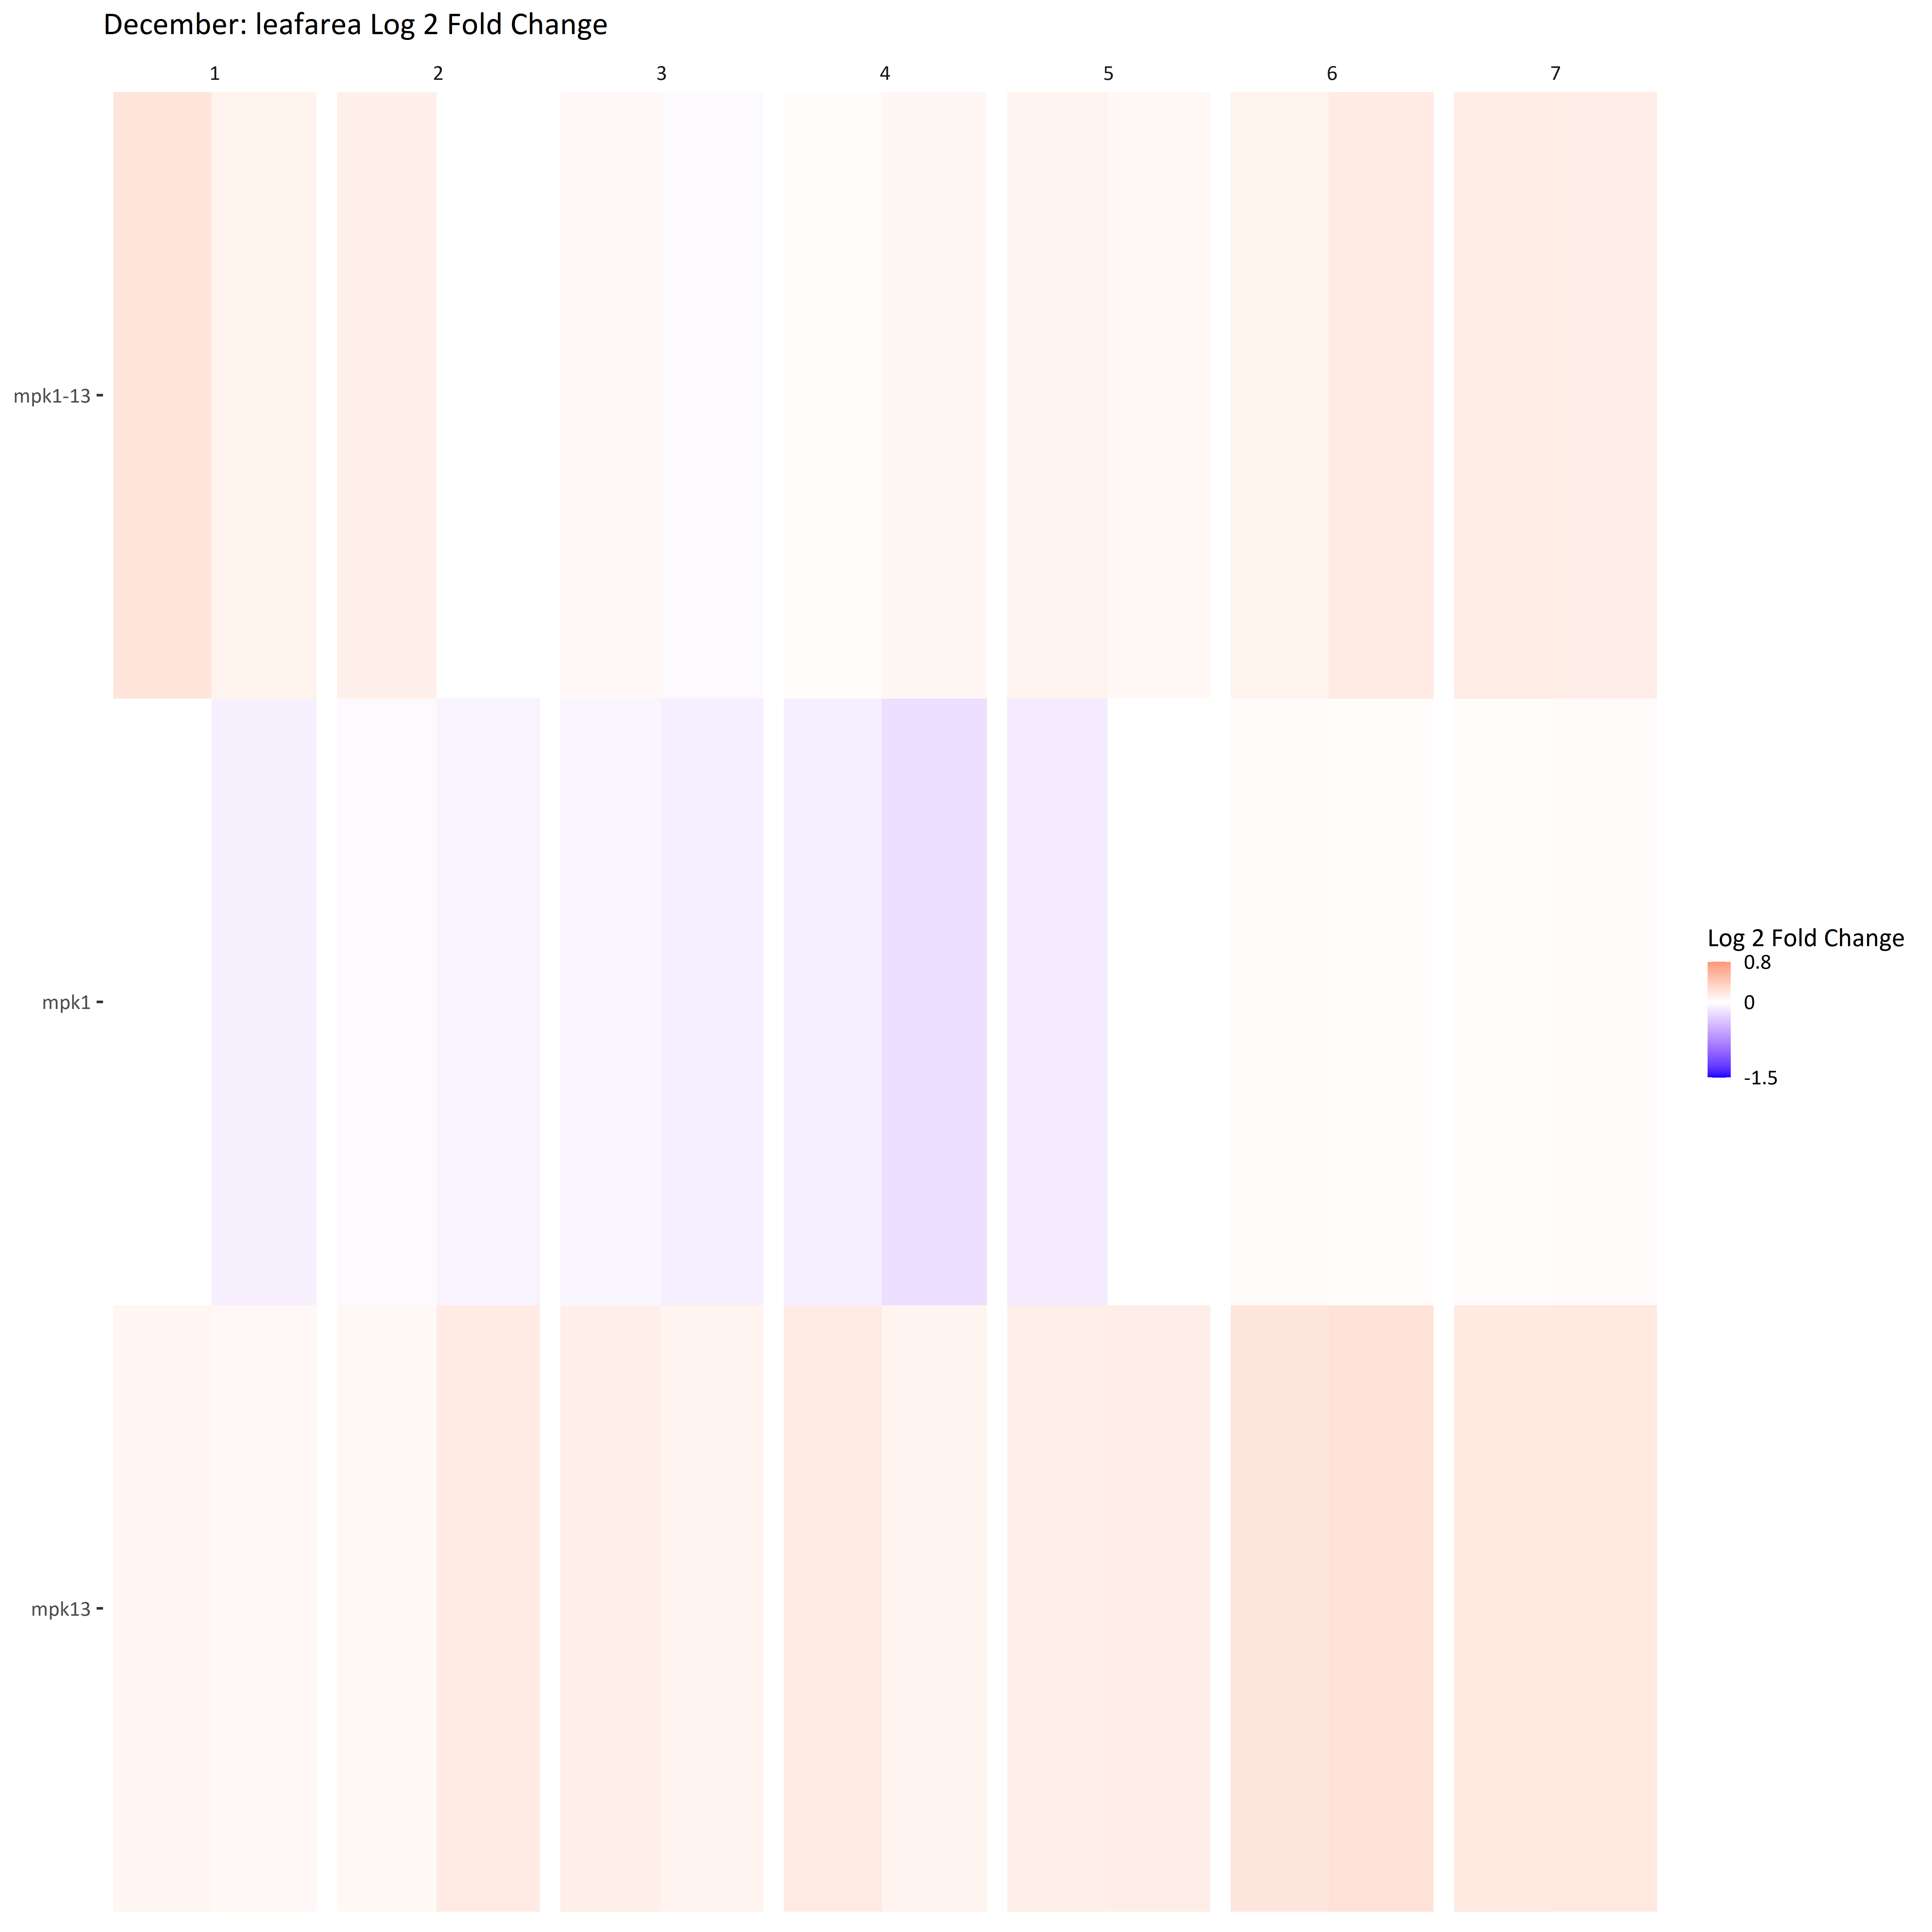 December: leafarea Log 2 Fold Change
1 2 3 4 5 6 7
mpk1-13
mpk1
mpk13
Log 2 Fold Change
0.8
0
-1.5